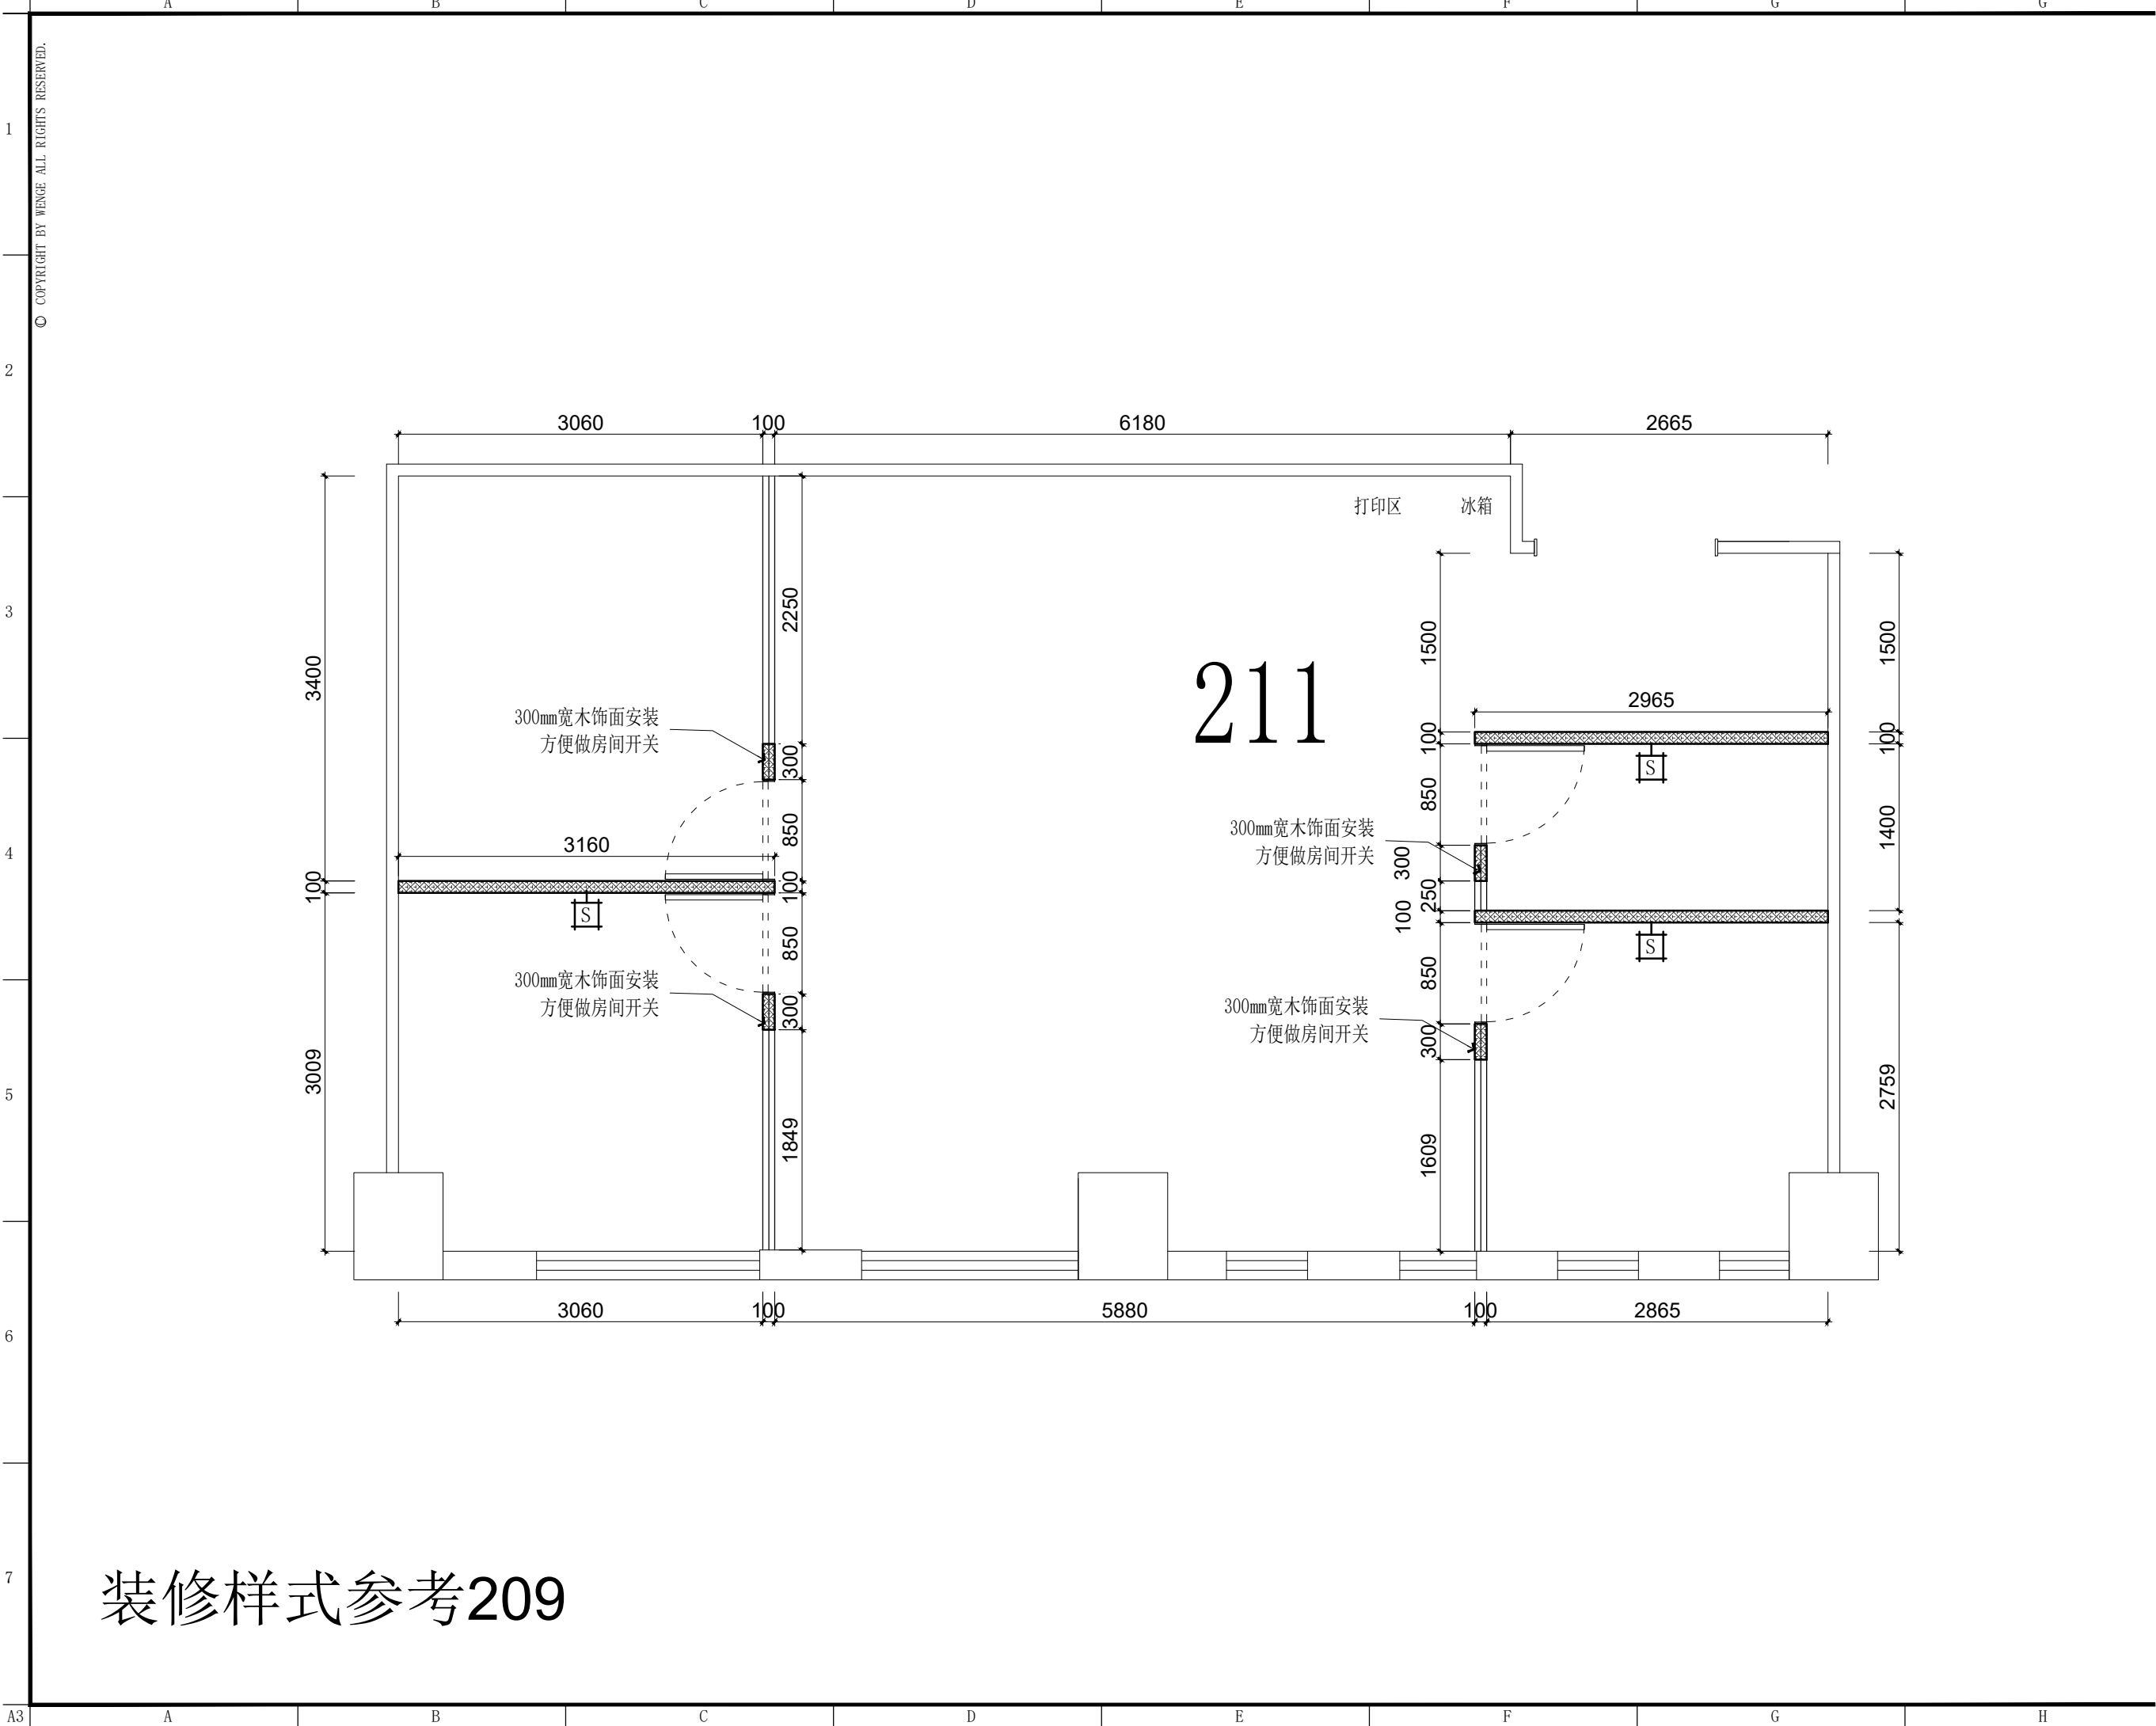 A B C D E F G G
© COPYRIGHT BY WENGE ALL RIGHTS RESERVED.
1
2
3
4
5
6
7
3060 100 6180 2665
打印区 冰箱
3400
100
3009
2250
300
850
100
850
300
1849
211
300mm宽木饰面安装
方便做房间开关
3160
S
300mm宽木饰面安装
方便做房间开关
1500
100
850
300
250
100
850
300
1609
300mm宽木饰面安装
方便做房间开关
300mm宽木饰面安装
方便做房间开关
2965
S
S
1500
100
1400
2759
3060 100 5880 100 2865
装修样式参考209
A3 A B C D E F G H